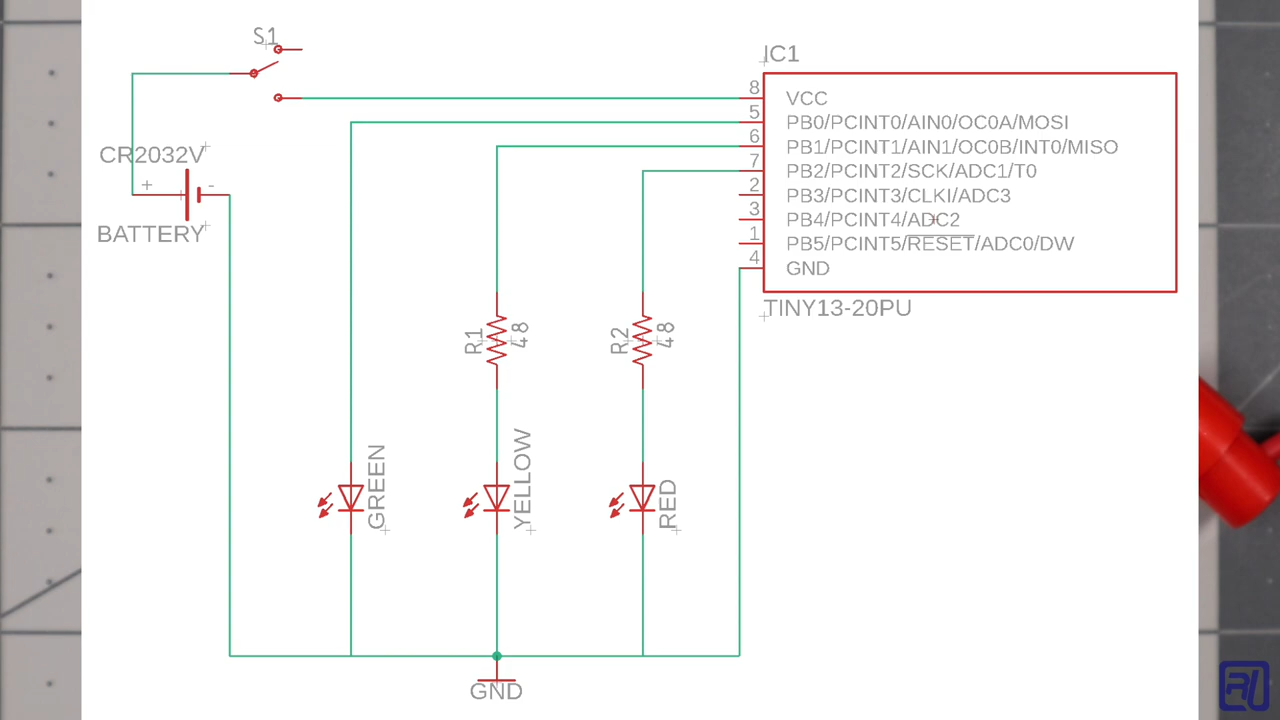 S1
IC1
8 VCC
5 PB0/PCINT0/AIN0/OC0A/MOSI
6 PB1/PCINT1/AIN1/OC0B/INT0/MISO
7 PB2/PCINT2/SCK/ADC1/T0
2 PB3/PCINT3/CLKI/ADC3
3 PB4/PCINT4/ADC2
1 PB5/PCINT5/RESET/ADC0/DW
4 GND
TINY13-20PU
CR2032V
+ -
BATTERY
R1 48
R2 48
GREEN
YELLOW
RED
GND